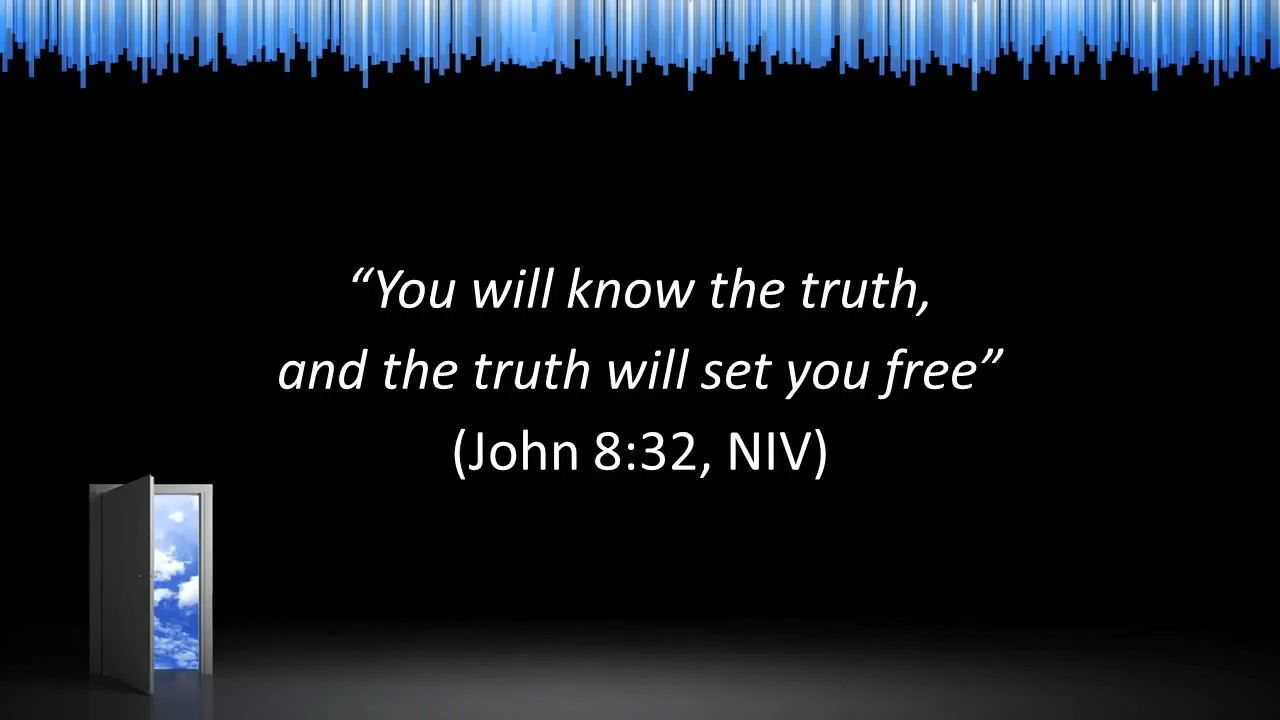 “You will know the truth,
and the truth will set you free”
(John 8:32, NIV)